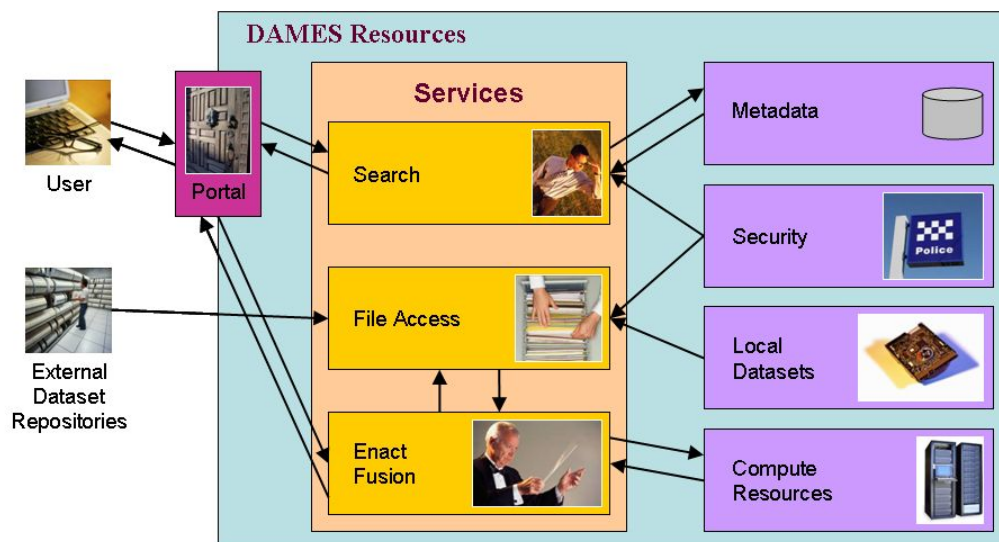 DAMES Resources
Services
User
Portal
External
Dataset
Repositories
Search
File Access
Enact
Fusion
Metadata
Security
Police
Local
Datasets
Compute
Resources